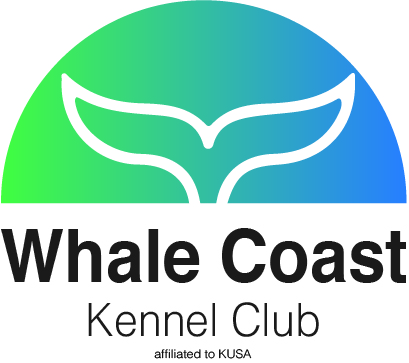 Whale Coast
Kennel Club
affiliated to KUSA